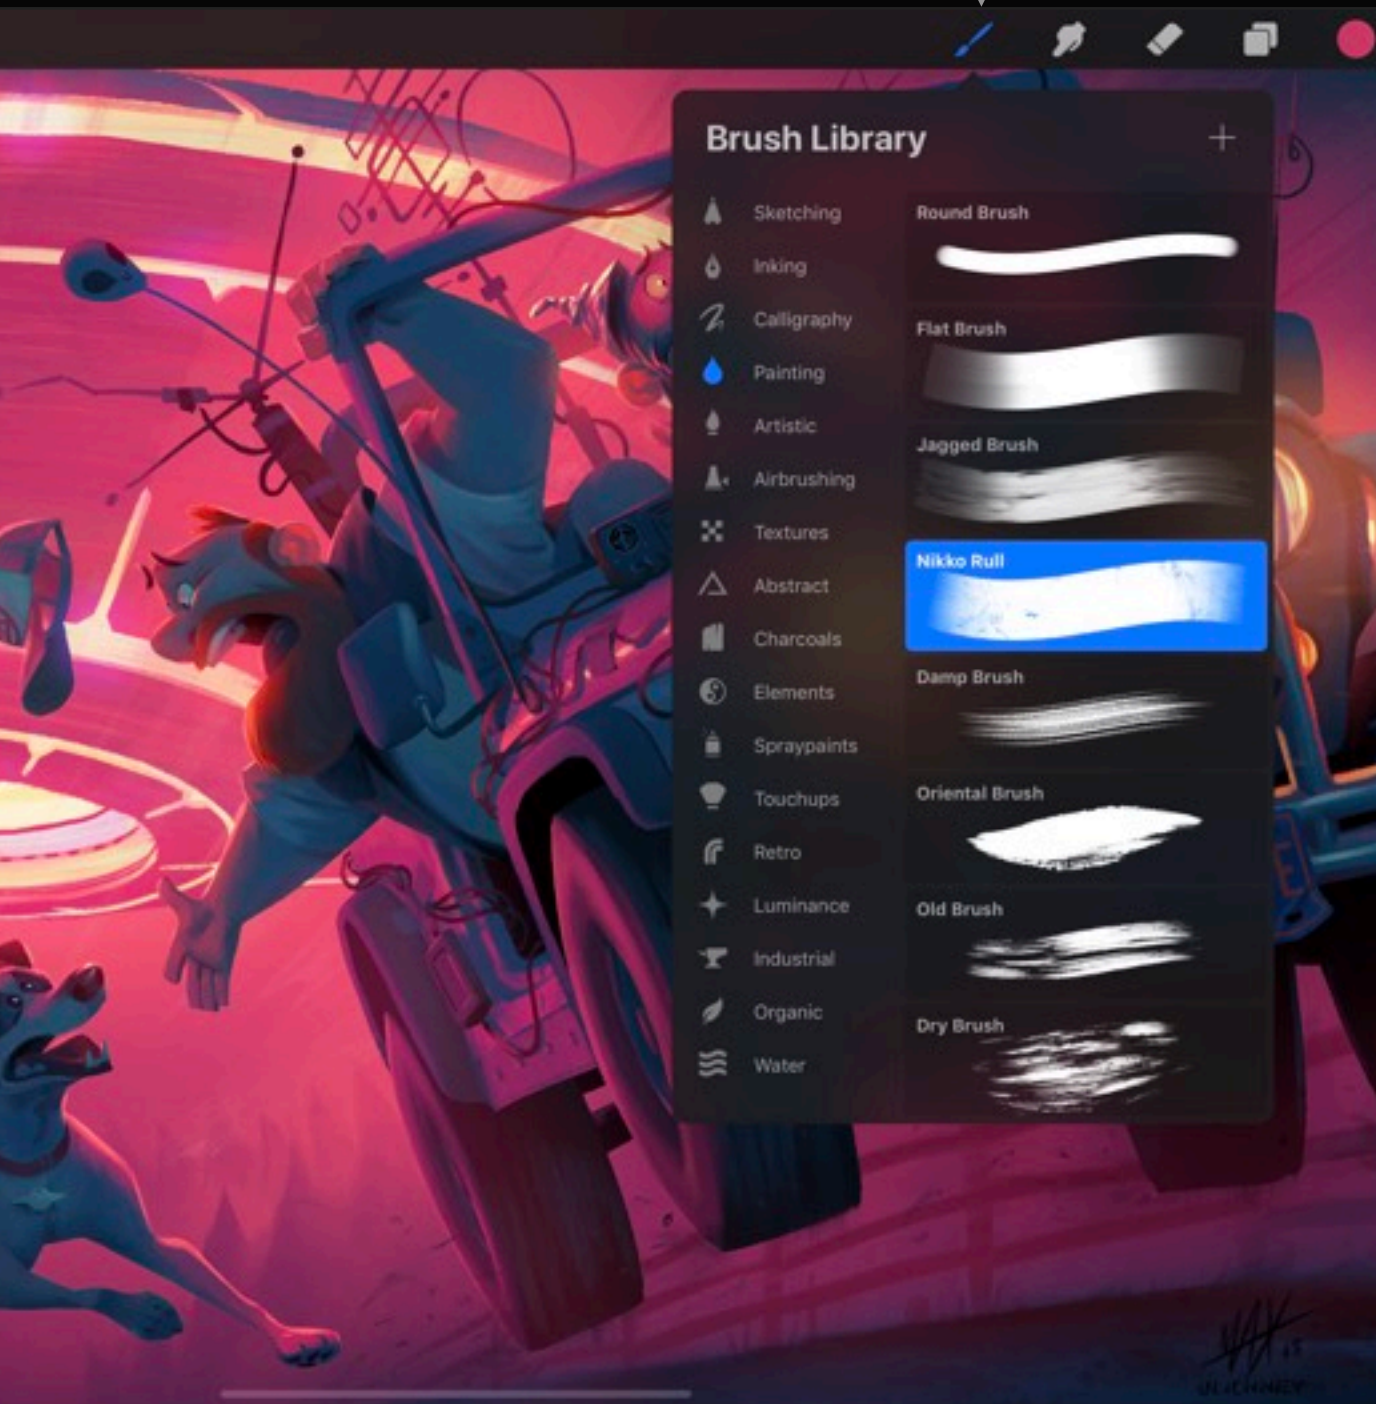 Brush Library
Sketching
Inking
Calligraphy
Painting
Artistic
Airbrushing
Textures
Abstract
Charcoals
Elements
Spraypaints
Touchups
Retro
Luminance
Industrial
Organic
Water
Round Brush
Flat Brush
Jagged Brush
Nikko Rull
Damp Brush
Oriental Brush
Old Brush
Dry Brush
MAX